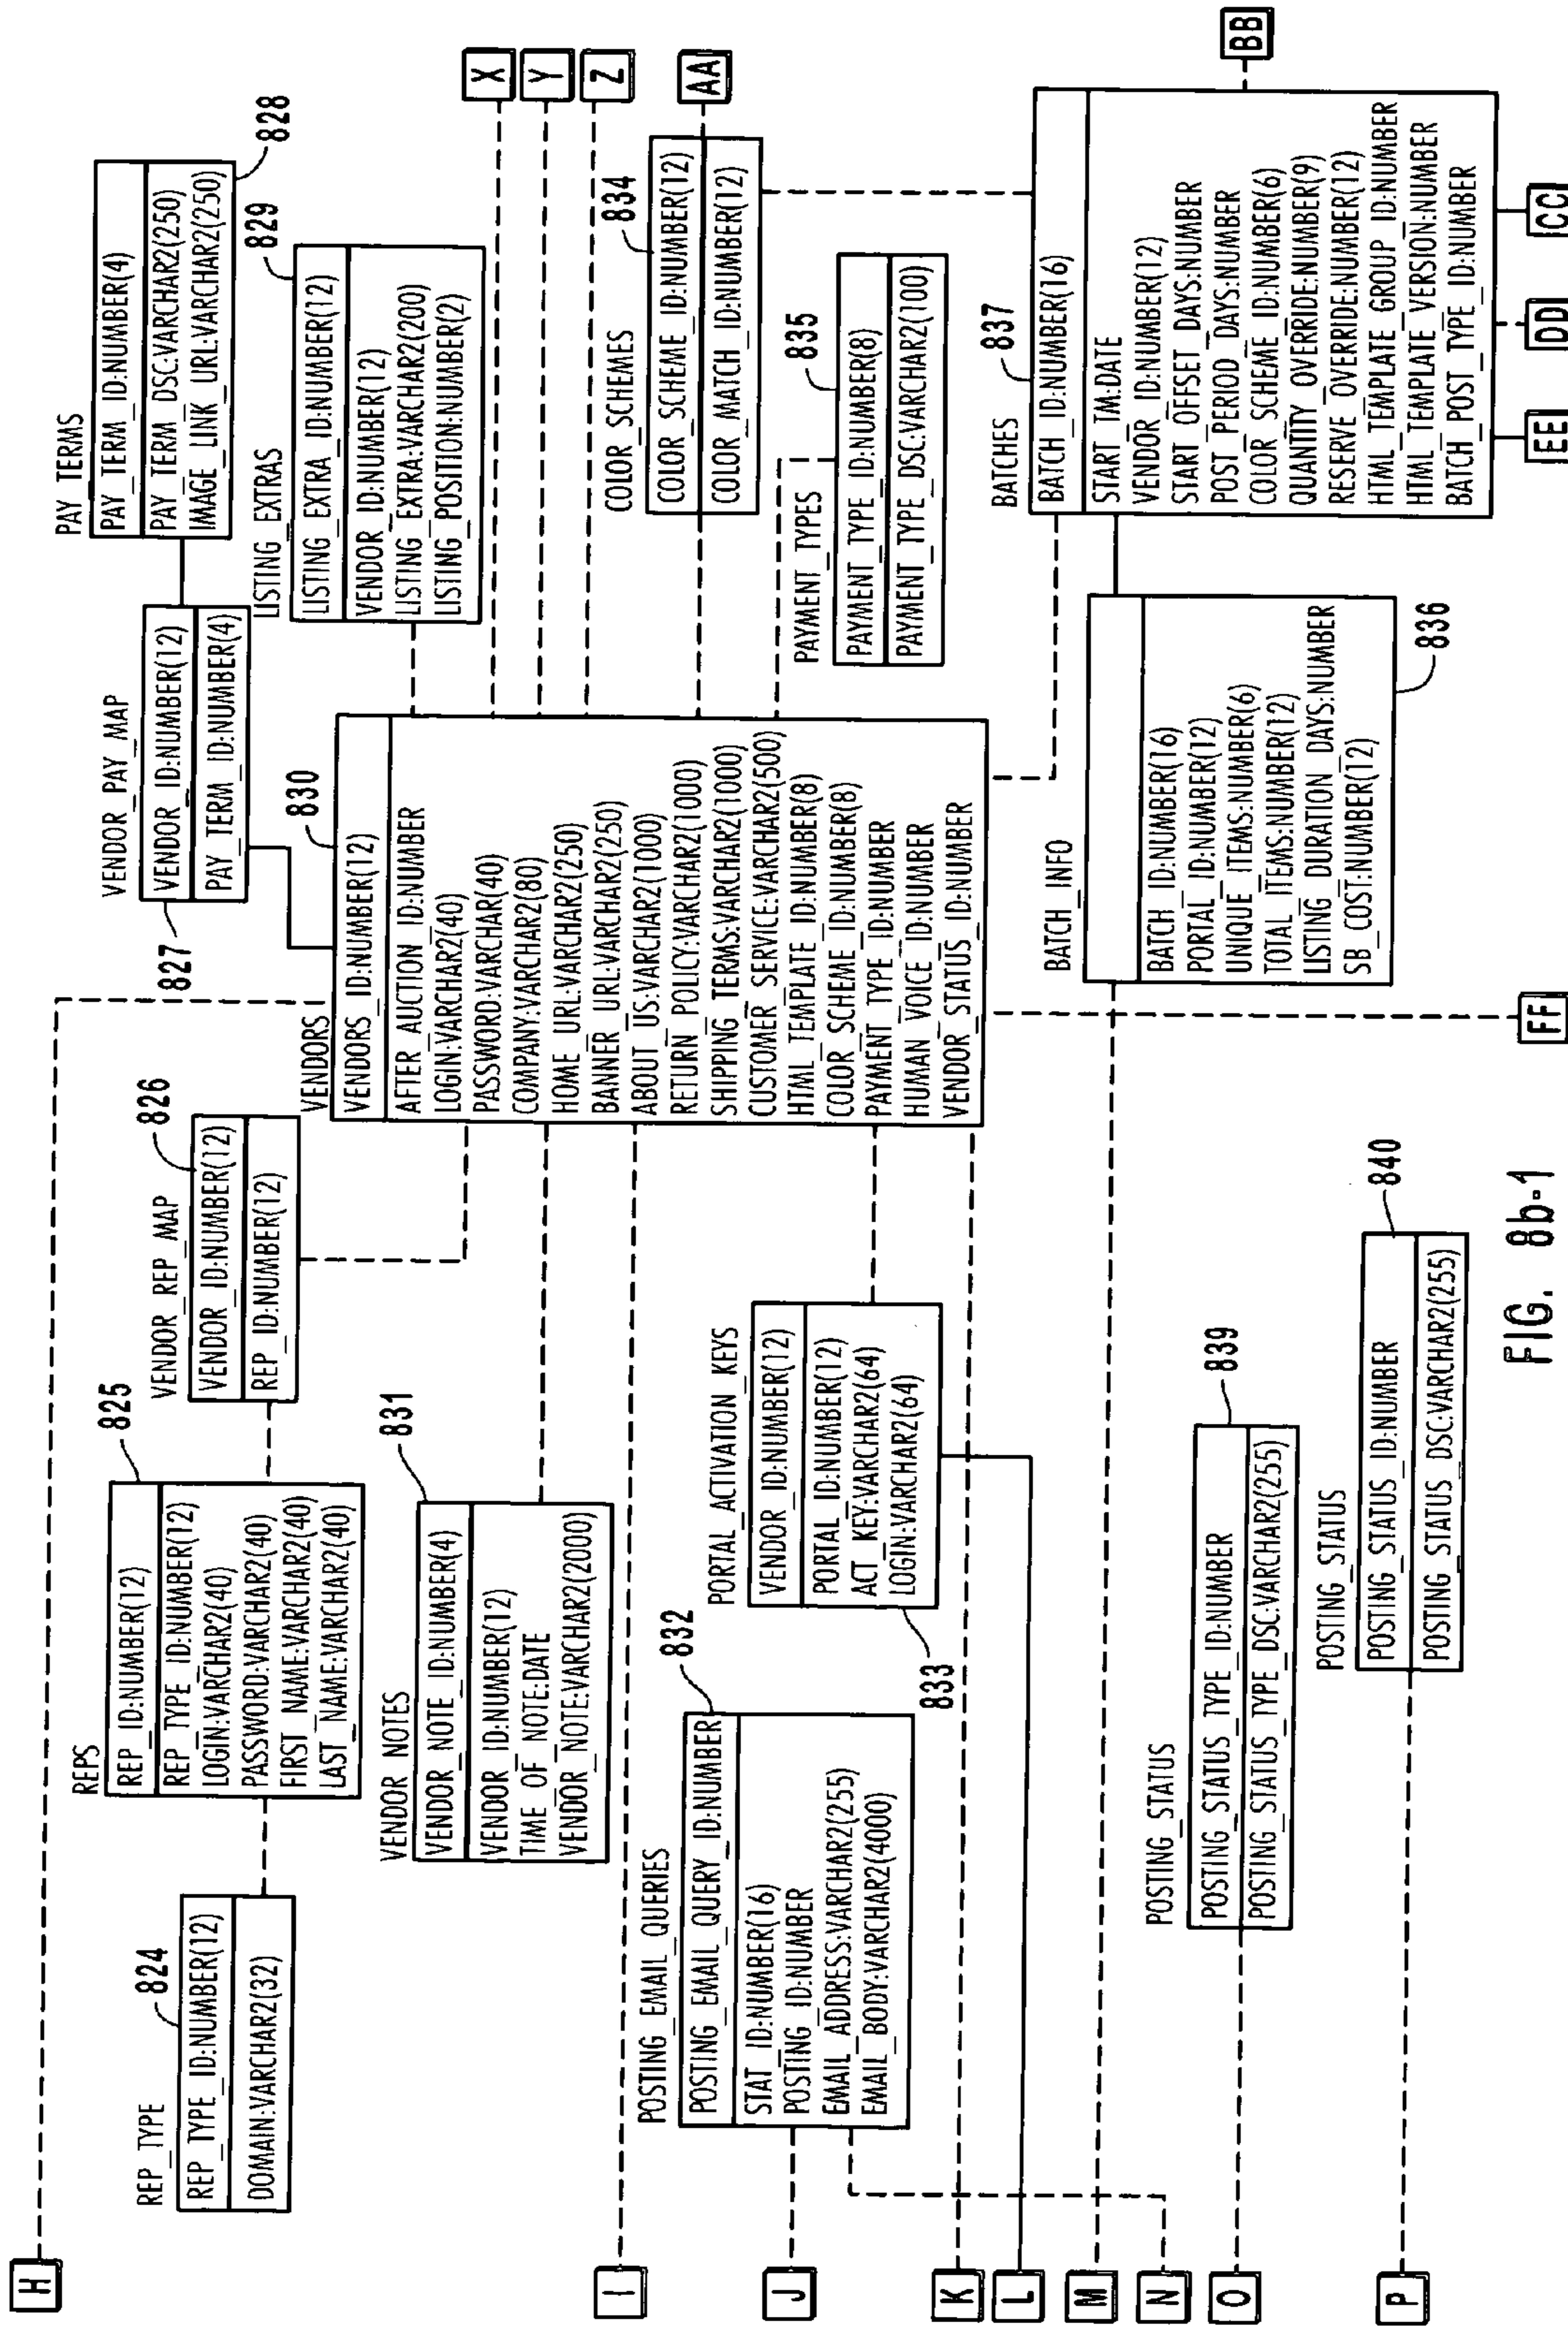 H
REP_TYPE
824
REP_TYPE_ID:NUMBER(12)
DOMAIN:VARCHAR2(32)
REPS
825
REP_ID:NUMBER(12)
REP_TYPE_ID:NUMBER(12)
LOGIN:VARCHAR2(40)
PASSWORD:VARCHAR2(40)
FIRST_NAME:VARCHAR2(40)
LAST_NAME:VARCHAR2(40)
VENDOR_REP_MAP
826
VENDOR_ID:NUMBER(12)
REP_ID:NUMBER(12)
VENDOR_PAY_MAP
827
VENDOR_ID:NUMBER(12)
PAY_TERM_ID:NUMBER(4)
PAY_TERMS
PAY_TERM_ID:NUMBER(4)
PAY_TERM_DSC:VARCHAR2(250)
IMAGE_LINK_URL:VARCHAR2(250)
828
LISTING_EXTRAS
829
LISTING_EXTRA_ID:NUMBER(12)
VENDOR_ID:NUMBER(12)
LISTING_EXTRA:VARCHAR2(200)
LISTING_POSITION:NUMBER(2)
VENDORS
830
VENDORS_ID:NUMBER(12)
AFTER_AUCTION_ID:NUMBER
LOGIN:VARCHAR2(40)
PASSWORD:VARCHAR(40)
COMPANY:VARCHAR2(80)
HOME_URL:VARCHAR2(250)
BANNER_URL:VARCHAR2(250)
ABOUT_US:VARCHAR2(1000)
RETURN_POLICY:VARCHAR2(1000)
SHIPPING_TERMS:VARCHAR2(1000)
CUSTOMER_SERVICE:VARCHAR2(500)
HTML_TEMPLATE_ID:NUMBER(8)
COLOR_SCHEME_ID:NUMBER(8)
PAYMENT_TYPE_ID:NUMBER
HUMAN_VOICE_ID:NUMBER
VENDOR_STATUS_ID:NUMBER
X
Y
Z
AA
VENDOR NOTES
831
VENDOR_NOTE_ID:NUMBER(4)
VENDOR_ID:NUMBER(12)
TIME_OF_NOTE:DATE
VENDOR_NOTE:VARCHAR2(2000)
I
POSTING_EMAIL_QUERIES
832
POSTING_EMAIL_QUERY_ID:NUMBER
STAT_ID:NUMBER(16)
POSTING_ID:NUMBER
EMAIL_ADDRESS:VARCHAR2(255)
EMAIL_BODY:VARCHAR2(4000)
J
PORTAL_ACTIVATION_KEYS
VENDOR_ID:NUMBER(12)
PORTAL_ID:NUMBER(12)
ACT_KEY:VARCHAR2(64)
LOGIN:VARCHAR2(64)
833
COLOR_SCHEMES
834
COLOR_SCHEME_ID:NUMBER(12)
COLOR_MATCH_ID:NUMBER(12)
PAYMENT_TYPES
835
PAYMENT_TYPE_ID:NUMBER(8)
PAYMENT_TYPE_DSC:VARCHAR2(100)
K
L
M
N
O
P
BATCH_INFO
BATCH_ID:NUMBER(16)
PORTAL_ID:NUMBER(12)
UNIQUE_ITEMS:NUMBER(6)
TOTAL_ITEMS:NUMBER(12)
LISTING_DURATION_DAYS:NUMBER
SB_COST:NUMBER(12)
836
BATCHES
837
BATCH_ID:NUMBER(16)
START_TM:DATE
VENDOR_ID:NUMBER(12)
START_OFFSET_DAYS:NUMBER
POST_PERIOD_DAYS:NUMBER
COLOR_SCHEME_ID:NUMBER(6)
QUANTITY_OVERRIDE:NUMBER(9)
RESERVE_OVERRIDE:NUMBER(12)
HTML_TEMPLATE_GROUP_ID:NUMBER
HTML_TEMPLATE_VERSION:NUMBER
BATCH_POST_TYPE_ID:NUMBER
BB
POSTING_STATUS
839
POSTING_STATUS_TYPE_ID:NUMBER
POSTING_STATUS_TYPE_DSC:VARCHAR2(255)
POSTING_STATUS
840
POSTING_STATUS_ID:NUMBER
POSTING_STATUS_DSC:VARCHAR2(255)
FF
EE
DD
CC
FIG. 8b-1